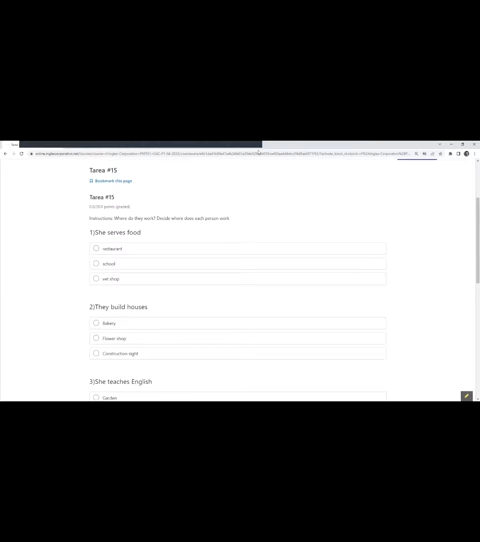 Tarea #15
Bookmark this page
Tarea #15
points (graded)
Instructions: Where do they work? Decide where does each person work
1)She serves food
restaurant
school
vet shop
2)They build houses
Bakery
Flower shop
Construction sight
3)She teaches English
Garden